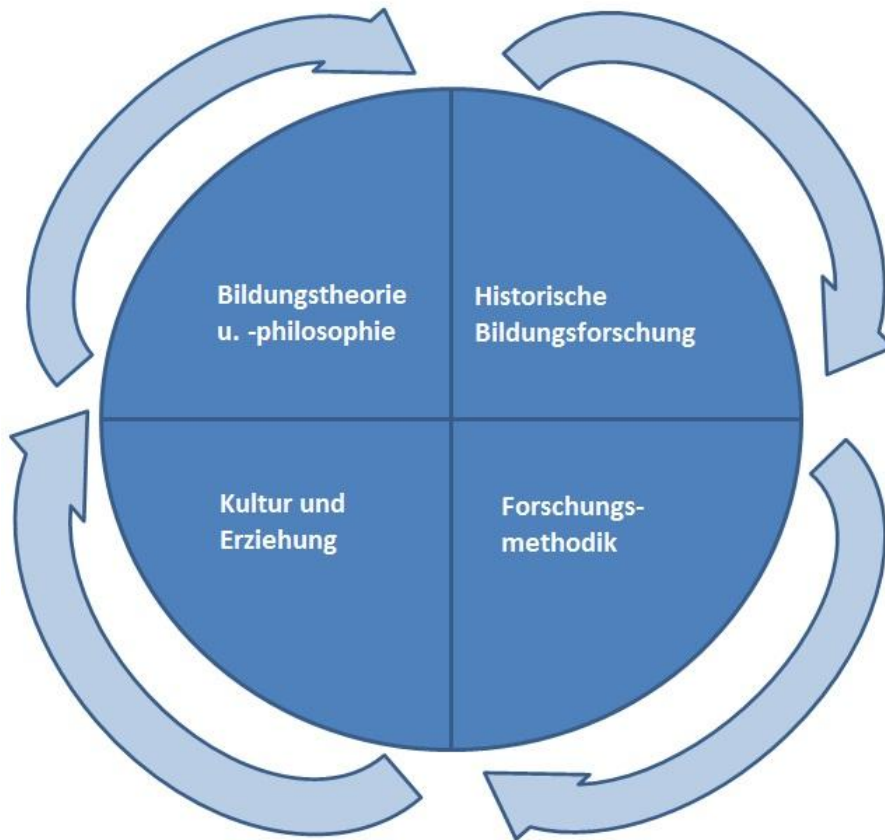 Bildungstheorie
u. -philosophie
Historische
Bildungsforschung
Kultur und
Erziehung
Forschungs-
methodik